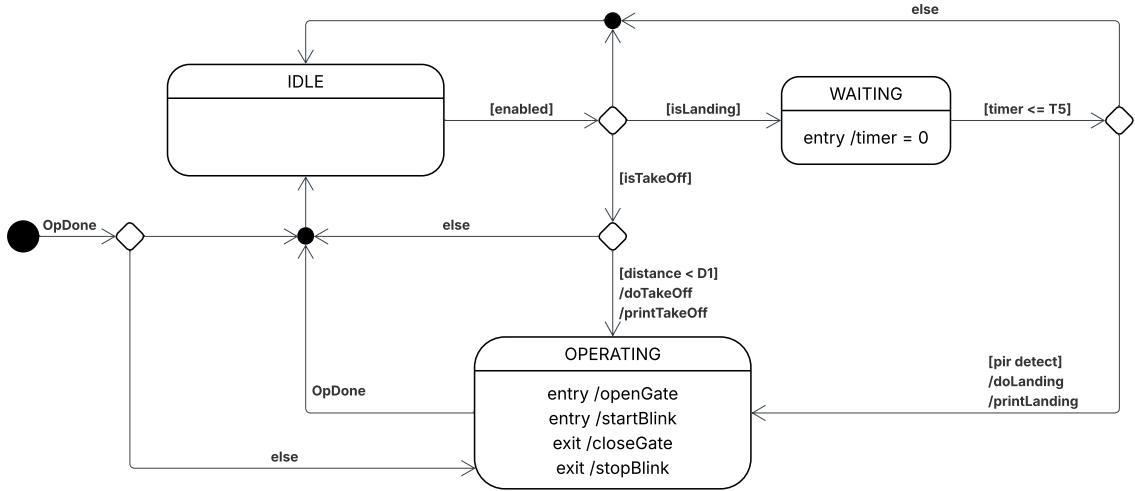 else
IDLE
[enabled]
[isLanding]
WAITING
entry /timer = 0
[timer <= T5]
[isTakeOff]
OpDone
else
[distance < D1]
/doTakeOff
/printTakeOff
OPERATING
entry /openGate
entry /startBlink
exit /closeGate
exit /stopBlink
[pir detect]
/doLanding
/printLanding
OpDone
else